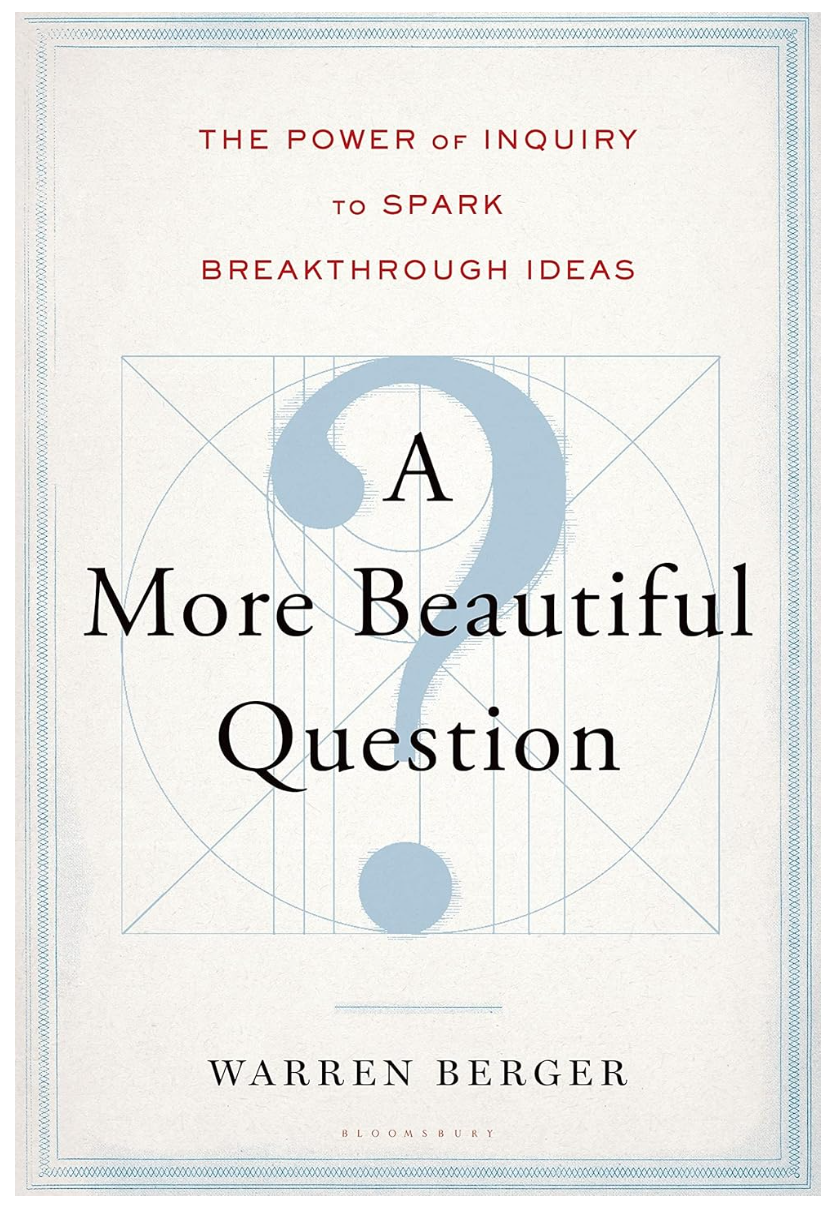 THE POWER OF INQUIRY
TO SPARK
BREAKTHROUGH IDEAS
A
More Beautiful
Question
WARREN BERGER
BLOOMSBURY